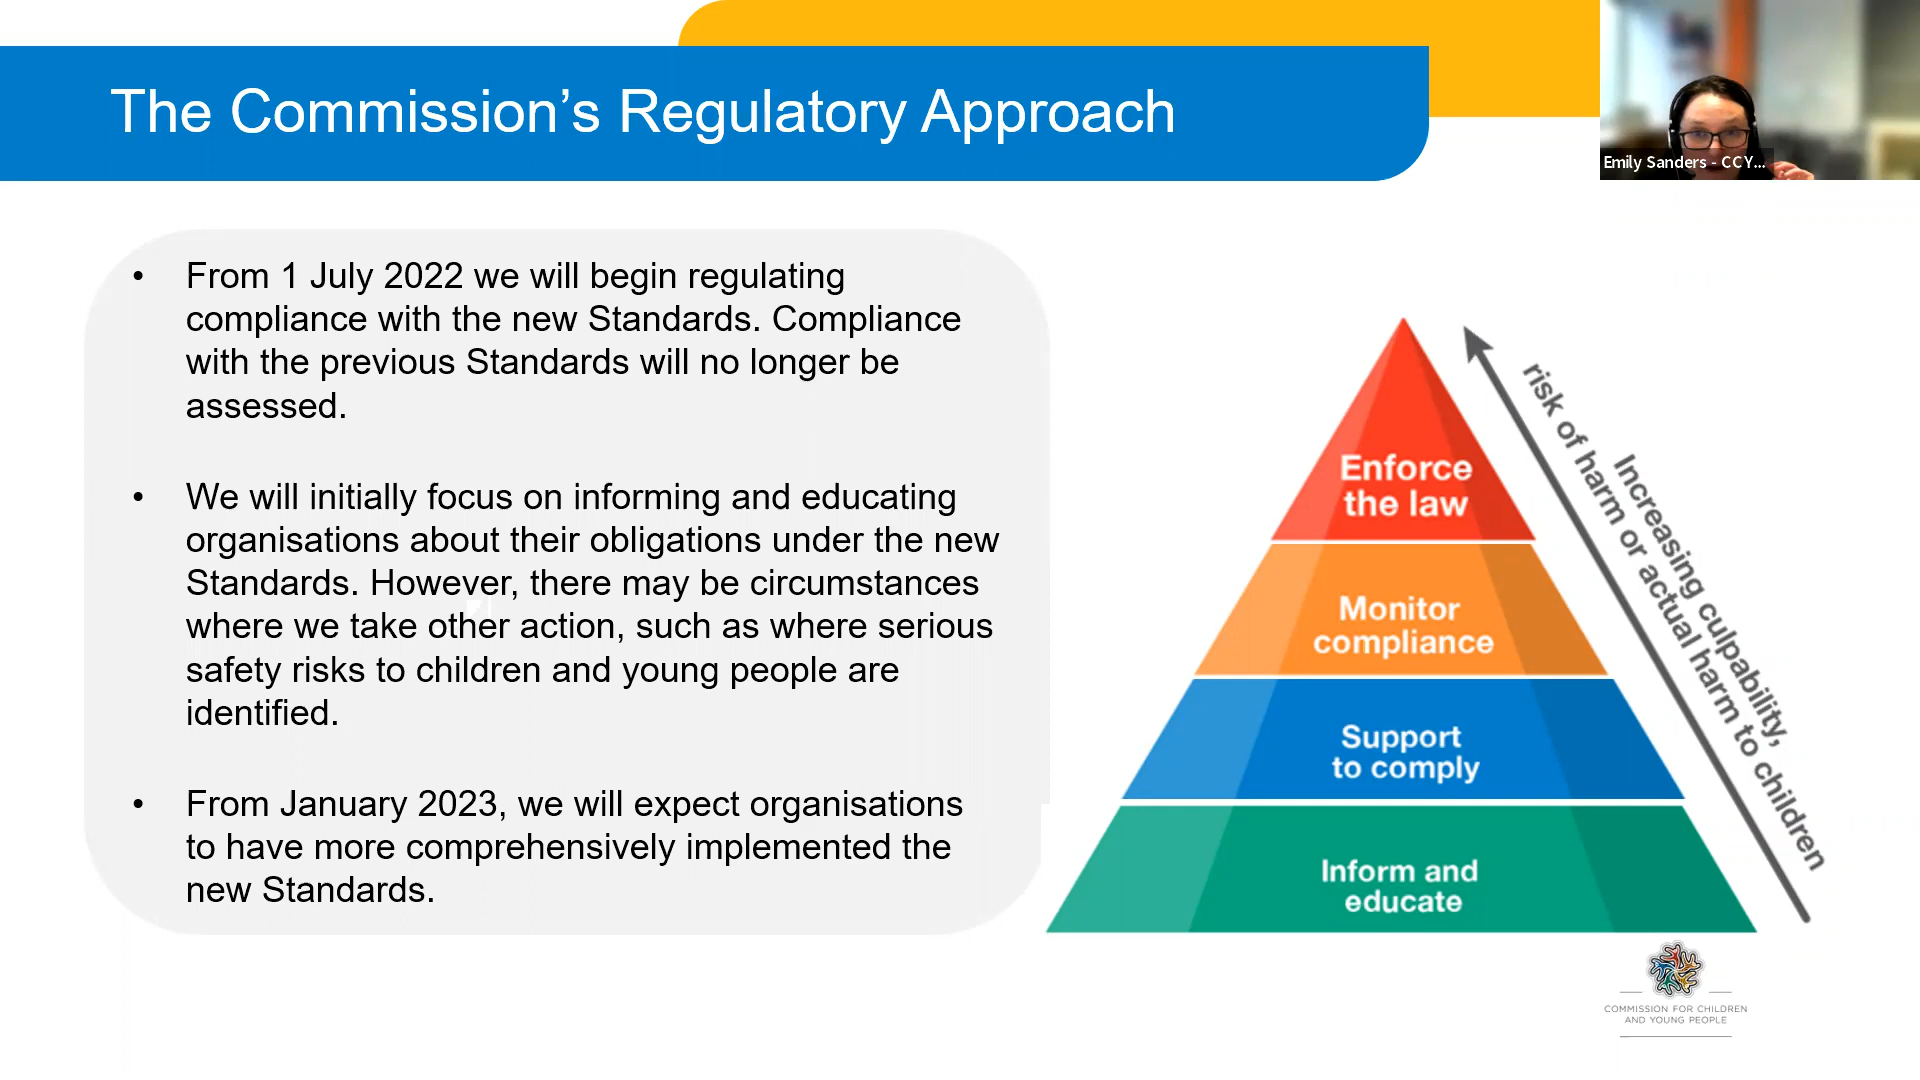 The Commission’s Regulatory Approach
Emily Sanders - CCY...
• From 1 July 2022 we will begin regulating
compliance with the new Standards. Compliance
with the previous Standards will no longer be
assessed.
• We will initially focus on informing and educating
organisations about their obligations under the new
Standards. However, there may be circumstances
where we take other action, such as where serious
safety risks to children and young people are
identified.
• From January 2023, we will expect organisations
to have more comprehensively implemented the
new Standards.
Enforce
the law
Monitor
compliance
Support
to comply
Inform and
educate
Increasing culpability,
risk of harm or actual harm to children
COMMISSION FOR CHILDREN
AND YOUNG PEOPLE